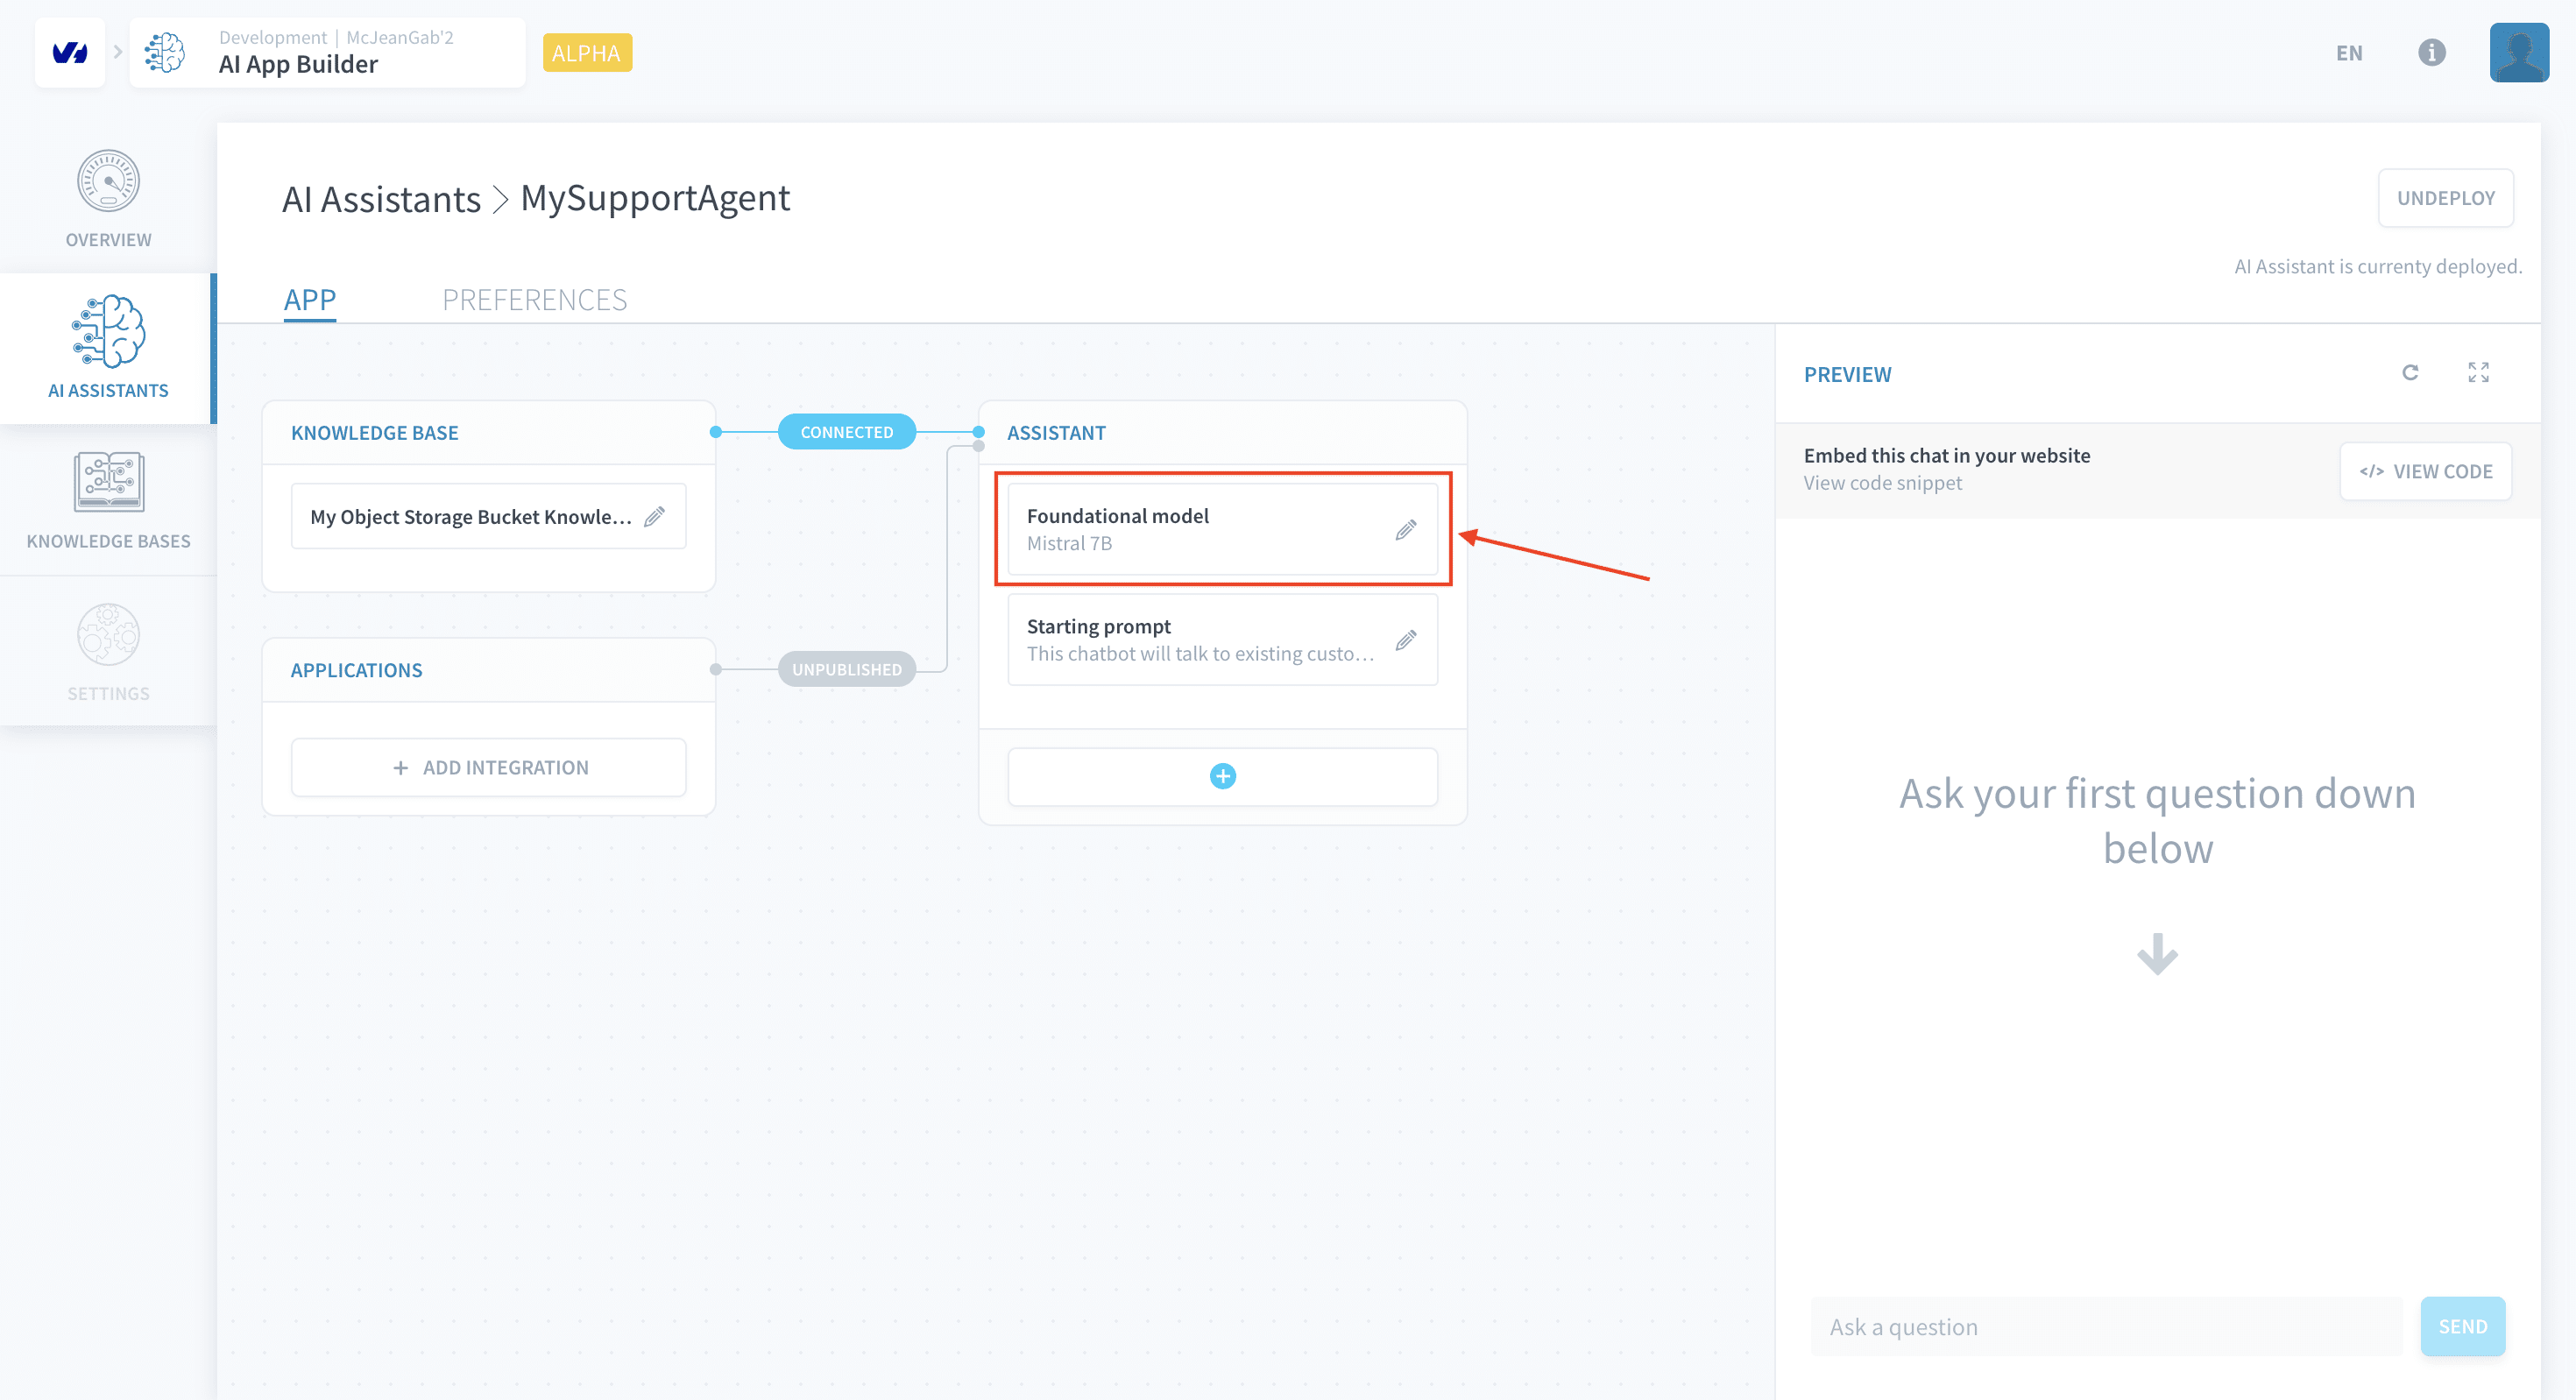 Development | McJeanGab'2
AI App Builder
ALPHA
EN
OVERVIEW
AI ASSISTANTS
KNOWLEDGE BASES
SETTINGS
AI Assistants > MySupportAgent
UNDEPLOY
AI Assistant is currenty deployed.
APP
PREFERENCES
KNOWLEDGE BASE
My Object Storage Bucket Knowle...
CONNECTED
APPLICATIONS
+ ADD INTEGRATION
UNPUBLISHED
ASSISTANT
Foundational model
Mistral 7B
Starting prompt
This chatbot will talk to existing custo...
PREVIEW
Embed this chat in your website
View code snippet
</> VIEW CODE
Ask your first question down
below
Ask a question
SEND